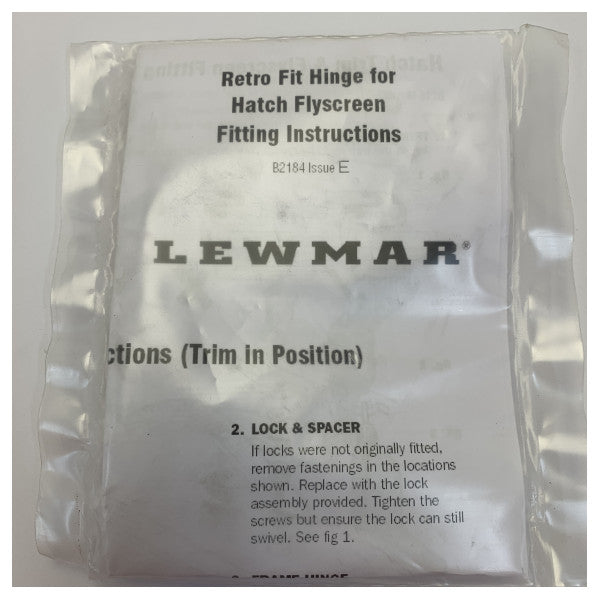 Retro Fit Hinge for
Hatch Flyscreen
Fitting Instructions
B2184 Issue E
LEWMAR®
ctions (Trim in Position)
2. LOCK & SPACER
If locks were not originally fitted,
remove fastenings in the locations
shown. Replace with the lock
assembly provided. Tighten the
screws but ensure the lock can still
swivel. See fig 1.
FRAME HINGE